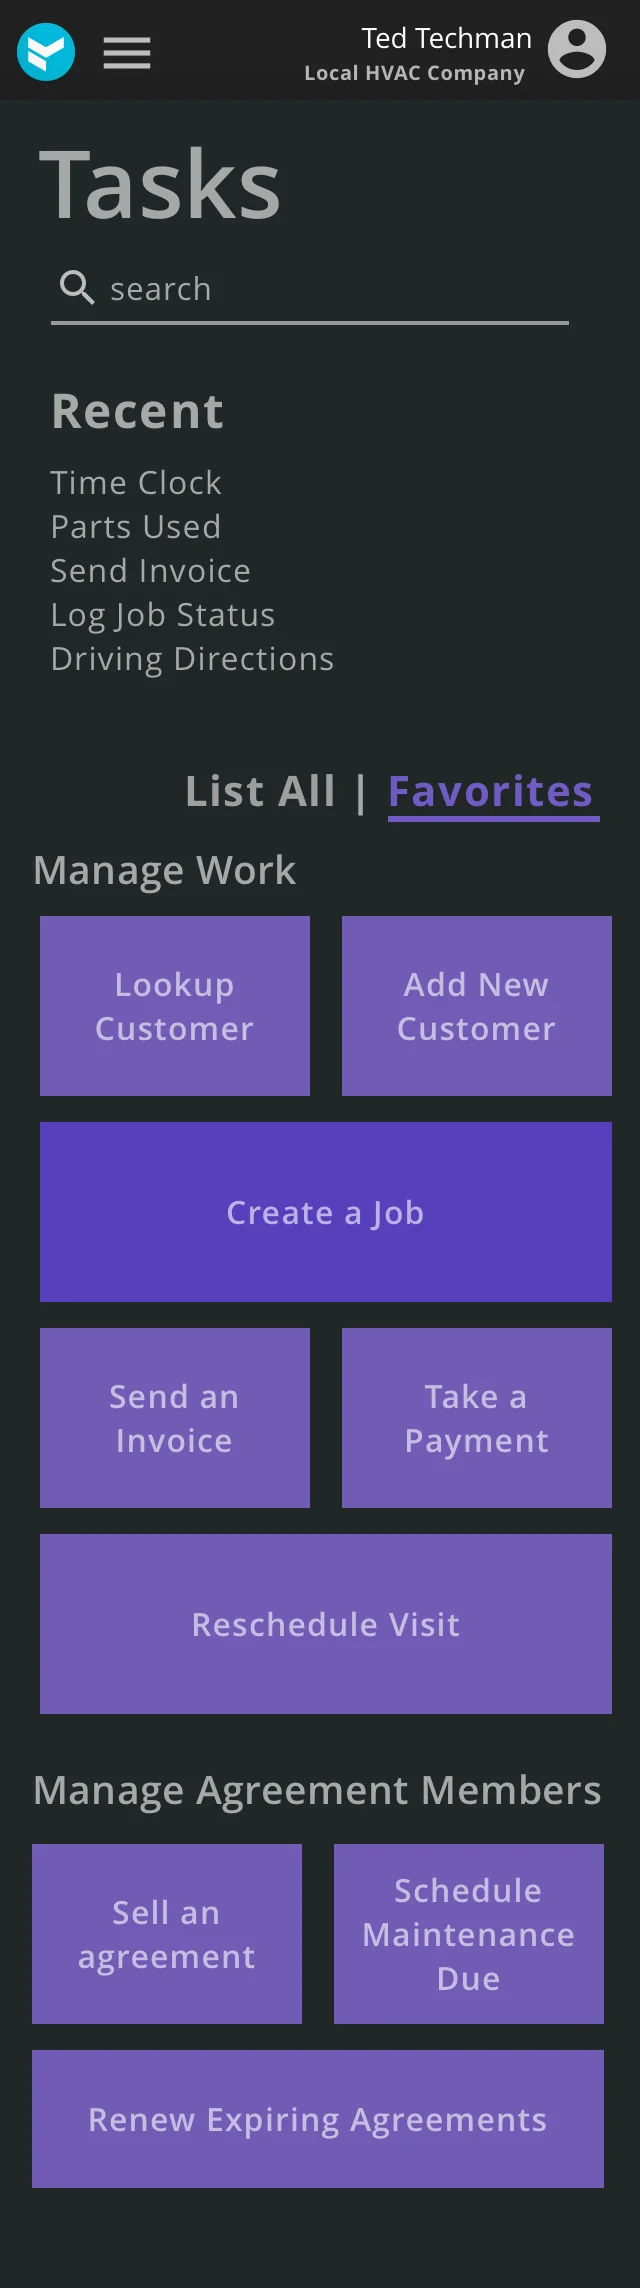 Ted Techman
Local HVAC Company
Tasks
search
Recent
Time Clock
Parts Used
Send Invoice
Log Job Status
Driving Directions
List All | Favorites
Manage Work
Lookup
Customer
Add New
Customer
Create a Job
Send an
Invoice
Take a
Payment
Reschedule Visit
Manage Agreement Members
Sell an
agreement
Schedule
Maintenance
Due
Renew Expiring Agreements